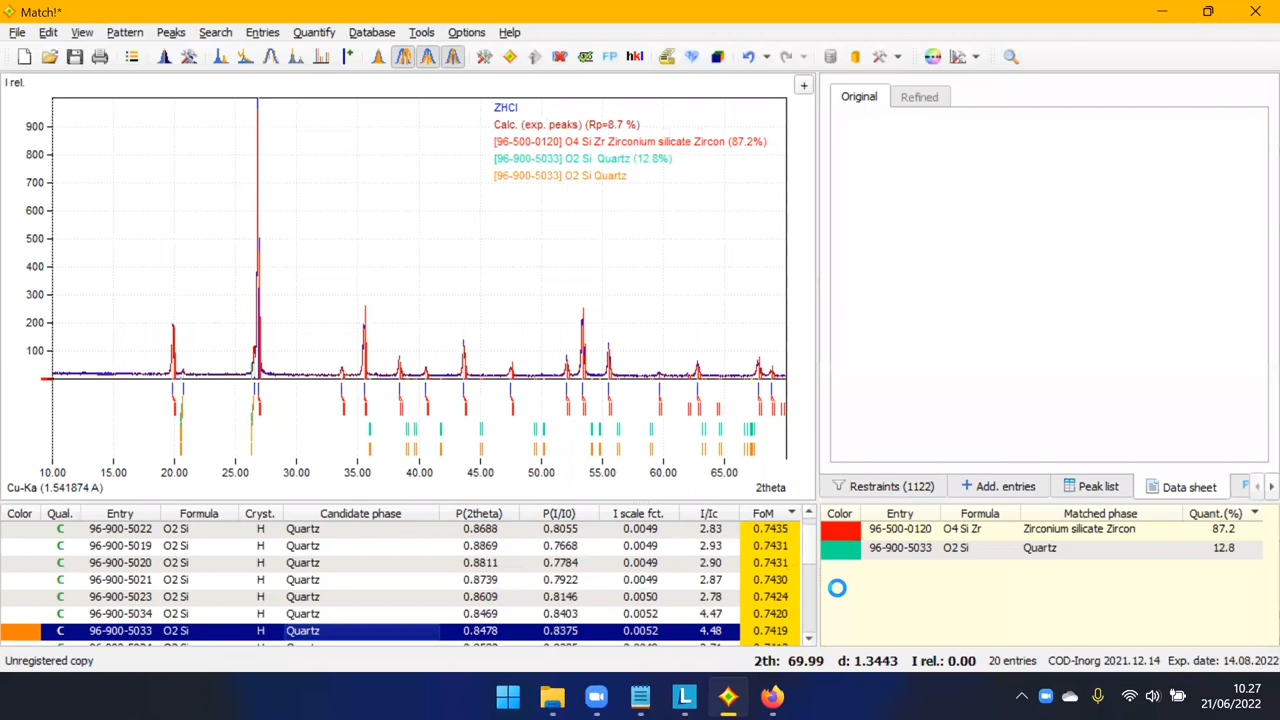 Match!*
File Edit View Pattern Peaks Search Entries Quantify Database Tools Options Help
FP hkl
I rel.
+
Original Refined
ZHCl
Calc. (exp. peaks) (Rp=8.7 %)
[96-500-0120] O4 Si Zr Zirconium silicate Zircon (87.2%)
[96-900-5033] O2 Si Quartz (12.8%)
[96-900-5033] O2 Si Quartz
900
800
700
600
500
400
300
200
100
10.00 15.00 20.00 25.00 30.00 35.00 40.00 45.00 50.00 55.00 60.00 65.00
Cu-Ka (1.541874 A) 2theta
Restraints (1122) Add. entries Peak list Data sheet
Color Qual. Entry Formula Cryst. Candidate phase P(2theta) P(I/I0) I scale fct. I/Ic FoM
C 96-900-5022 O2 Si H Quartz 0.8688 0.8055 0.0049 2.83 0.7435
C 96-900-5019 O2 Si H Quartz 0.8869 0.7668 0.0049 2.93 0.7431
C 96-900-5020 O2 Si H Quartz 0.8811 0.7784 0.0049 2.90 0.7431
C 96-900-5021 O2 Si H Quartz 0.8739 0.7922 0.0049 2.87 0.7430
C 96-900-5023 O2 Si H Quartz 0.8609 0.8146 0.0050 2.78 0.7424
C 96-900-5034 O2 Si H Quartz 0.8469 0.8403 0.0052 4.47 0.7420
C 96-900-5033 O2 Si H Quartz 0.8478 0.8375 0.0052 4.48 0.7419
Color Entry Formula Matched phase Quant.(%)
96-500-0120 O4 Si Zr Zirconium silicate Zircon 87.2
96-900-5033 O2 Si Quartz 12.8
Unregistered copy 2th: 69.99 d: 1.3443 I rel.: 0.00 20 entries COD-Inorg 2021.12.14 Exp. date: 14.08.2022
L
10.27
21/06/2022